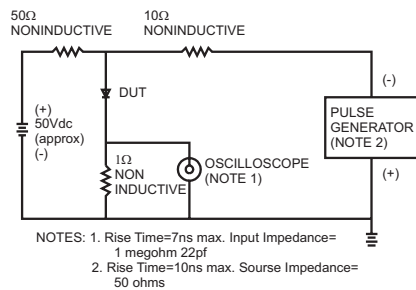 50Ω
NONINDUCTIVE
10Ω
NONINDUCTIVE
(+)
50Vdc
(approx)
(-)
DUT
1Ω
NON
INDUCTIVE
OSCILLOSCOPE
(NOTE 1)
(-)
PULSE
GENERATOR
(NOTE 2)
(+)
NOTES: 1. Rise Time=7ns max. Input Impedance=
1 megohm 22pf
2. Rise Time=10ns max. Sourse Impedance=
50 ohms